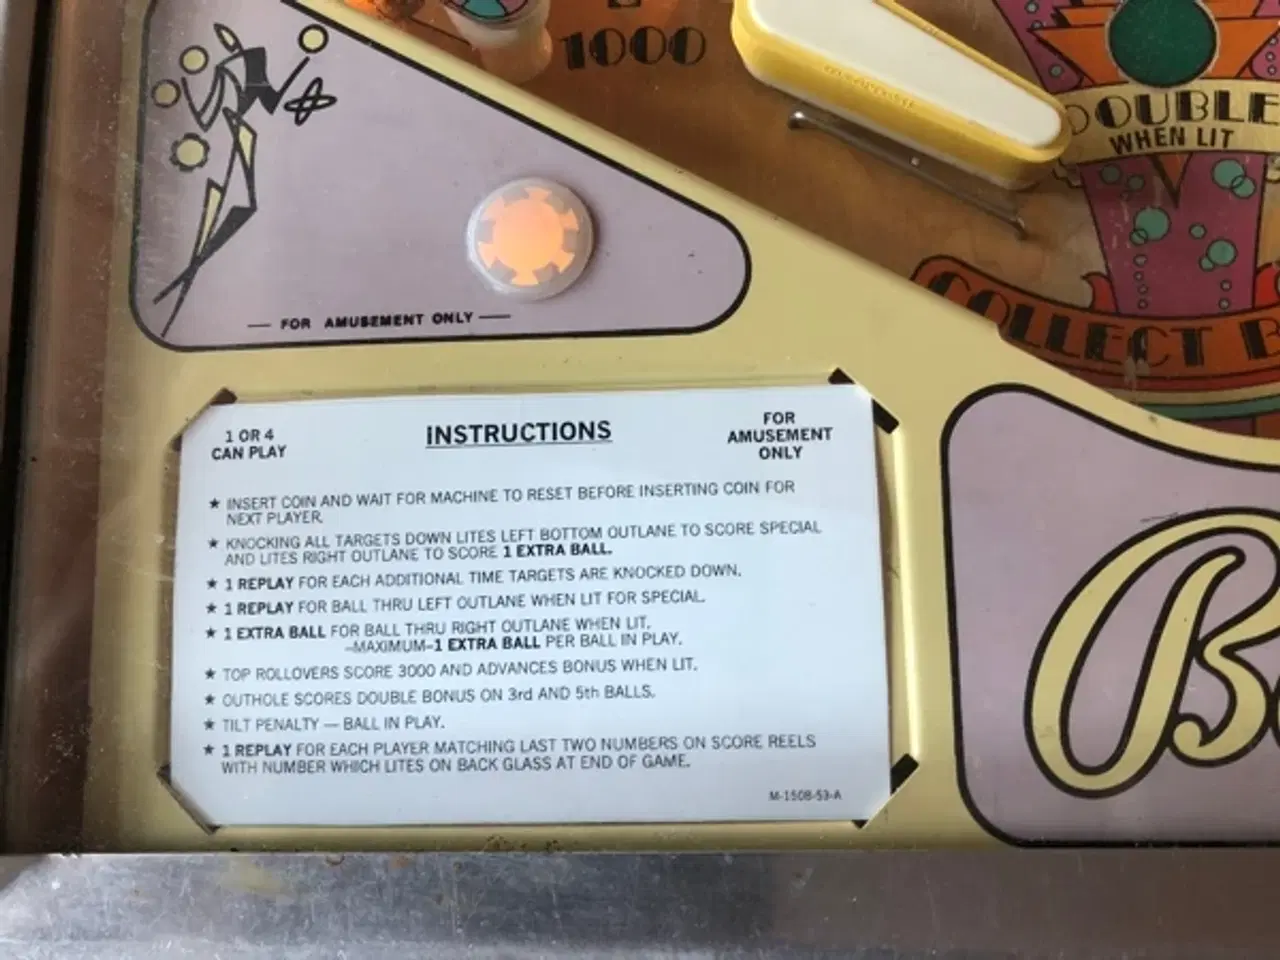 1000
DOUBLE
WHEN LIT
COLLECT B
— FOR AMUSEMENT ONLY —
1 OR 4
CAN PLAY
INSTRUCTIONS
FOR
AMUSEMENT
ONLY
★ INSERT COIN AND WAIT FOR MACHINE TO RESET BEFORE INSERTING COIN FOR
NEXT PLAYER.
★ KNOCKING ALL TARGETS DOWN LITES LEFT BOTTOM OUTLANE TO SCORE SPECIAL
AND LITES RIGHT OUTLANE TO SCORE 1 EXTRA BALL.
★ 1 REPLAY FOR EACH ADDITIONAL TIME TARGETS ARE KNOCKED DOWN.
★ 1 REPLAY FOR BALL THRU LEFT OUTLANE WHEN LIT FOR SPECIAL.
★ 1 EXTRA BALL FOR BALL THRU RIGHT OUTLANE WHEN LIT.
–MAXIMUM–1 EXTRA BALL PER BALL IN PLAY.
★ TOP ROLLOVERS SCORE 3000 AND ADVANCES BONUS WHEN LIT.
★ OUTHOLE SCORES DOUBLE BONUS ON 3rd AND 5th BALLS.
★ TILT PENALTY — BALL IN PLAY.
★ 1 REPLAY FOR EACH PLAYER MATCHING LAST TWO NUMBERS ON SCORE REELS
WITH NUMBER WHICH LITES ON BACK GLASS AT END OF GAME.
M-1508-53-A
B